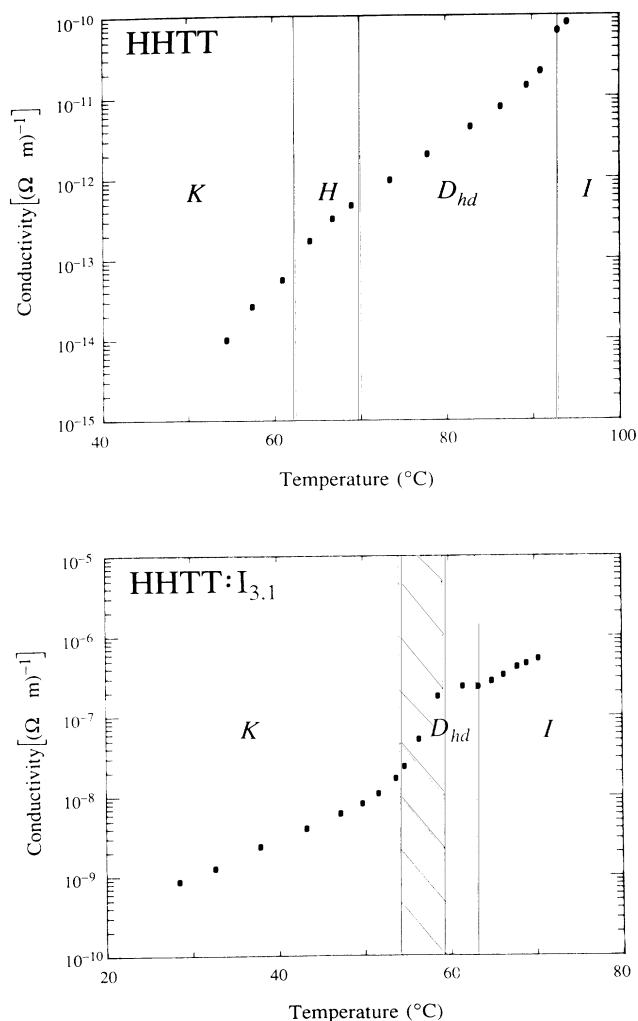 HHTT
10⁻¹⁰
10⁻¹¹
10⁻¹²
10⁻¹³
10⁻¹⁴
10⁻¹⁵
Conductivity[(Ω m)⁻¹]
K H D_hd I
40 60 80 100
Temperature (°C)
HHTT:I₃.₁
10⁻⁵
10⁻⁶
10⁻⁷
10⁻⁸
10⁻⁹
10⁻¹⁰
Conductivity[(Ω m)⁻¹]
K D_hd I
20 40 60 80
Temperature (°C)